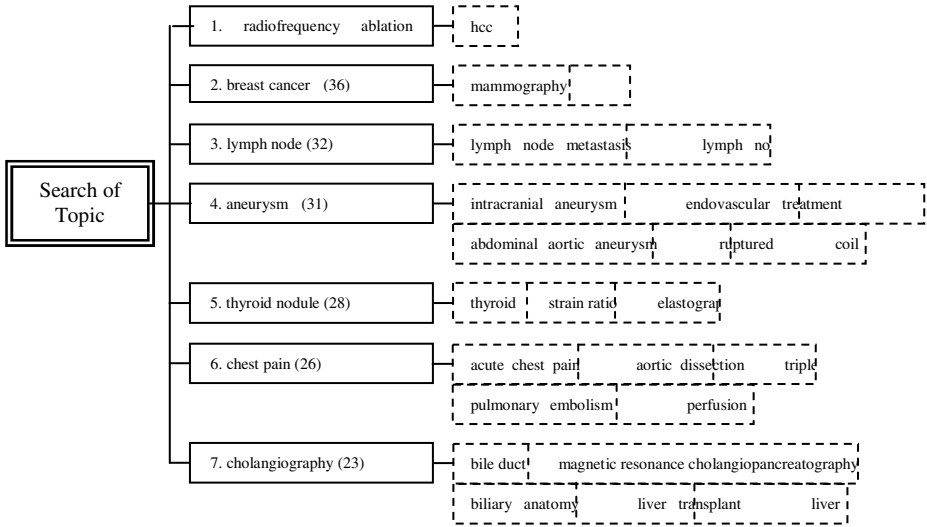 Search of
Topic
1. radiofrequency ablation
hcc
2. breast cancer (36)
mammography
3. lymph node (32)
lymph node metastasis lymph no
4. aneurysm (31)
intracranial aneurysm endovascular treatment
abdominal aortic aneurysm ruptured coil
5. thyroid nodule (28)
thyroid strain ratio elastogra
6. chest pain (26)
acute chest pain aortic dissection triple
pulmonary embolism perfusion
7. cholangiography (23)
bile duct magnetic resonance cholangiopancreatography
biliary anatomy liver transplant liver